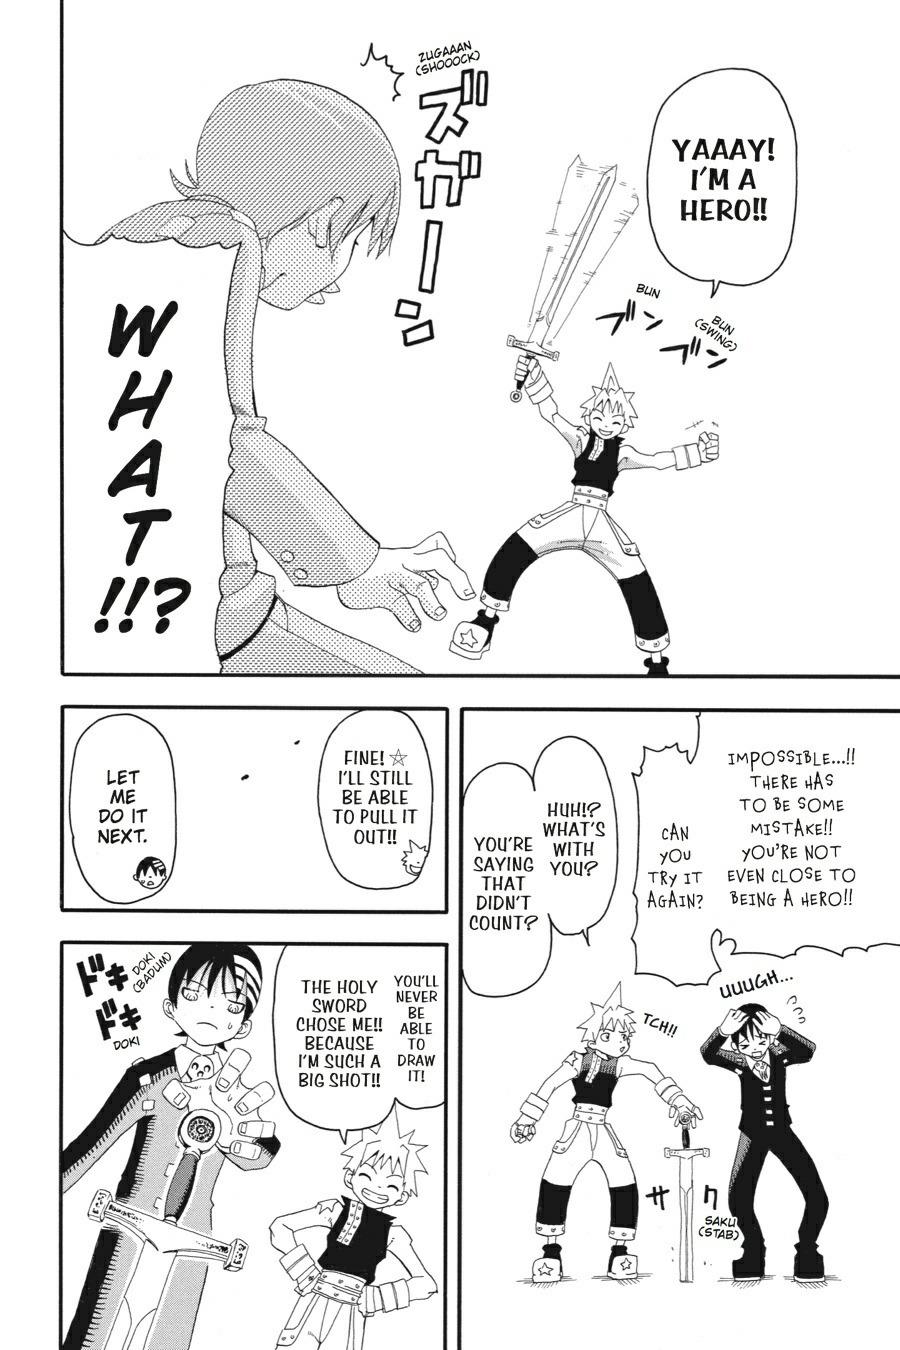 YAAAY!
I'M A
HERO!!
BUN
ブン
BUN
(SWING)
ブン
ZUGAAAN
(SHOOOCK)
ズガーン
WHAT!!?
IMPOSSIBLE...!!
THERE HAS
TO BE SOME
MISTAKE!!
YOU'RE NOT
EVEN CLOSE TO
BEING A HERO!!
CAN
YOU
TRY IT
AGAIN?
HUH!?
WHAT'S
WITH
YOU?
YOU'RE
SAYING
THAT
DIDN'T
COUNT?
UUUGH...
TCH!!
サク
SAKU
(STAB)
FINE! ☆
I'LL STILL
BE ABLE
TO PULL IT
OUT!!
LET
ME
DO IT
NEXT.
YOU'LL
NEVER
BE
ABLE
TO
DRAW
IT!
THE HOLY
SWORD
CHOSE ME!!
BECAUSE
I'M SUCH A
BIG SHOT!!
DOKI
(BADUM)
ドキ
DOKI
ドキ